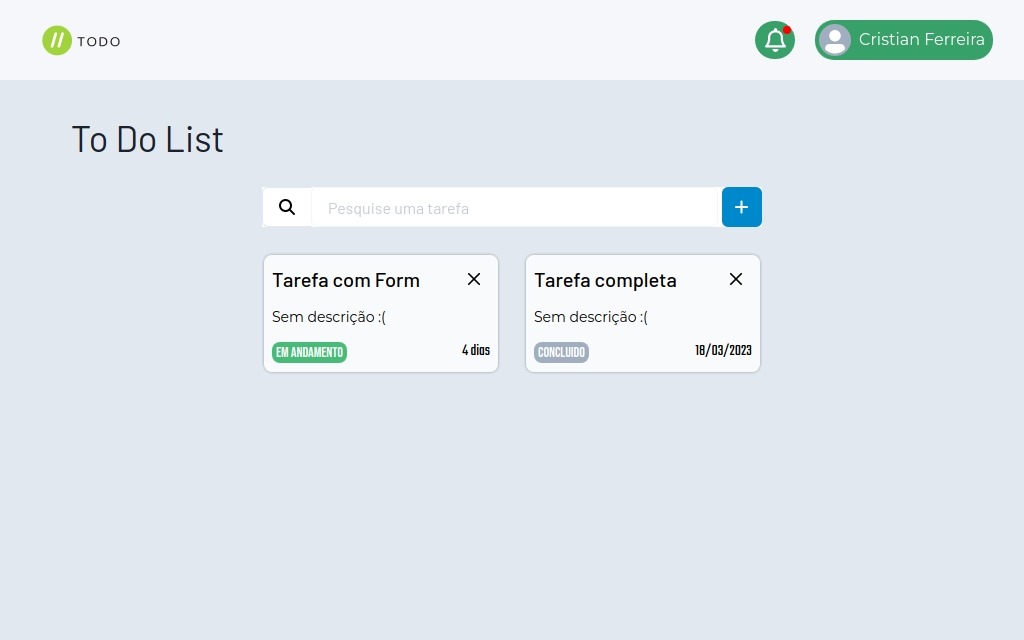 // TODO
Cristian Ferreira
To Do List
Pesquise uma tarefa
+
Tarefa com Form
Sem descrição :(
EM ANDAMENTO
4 dios
Tarefa completa
Sem descrição :(
CONCLUIDO
18/03/2023